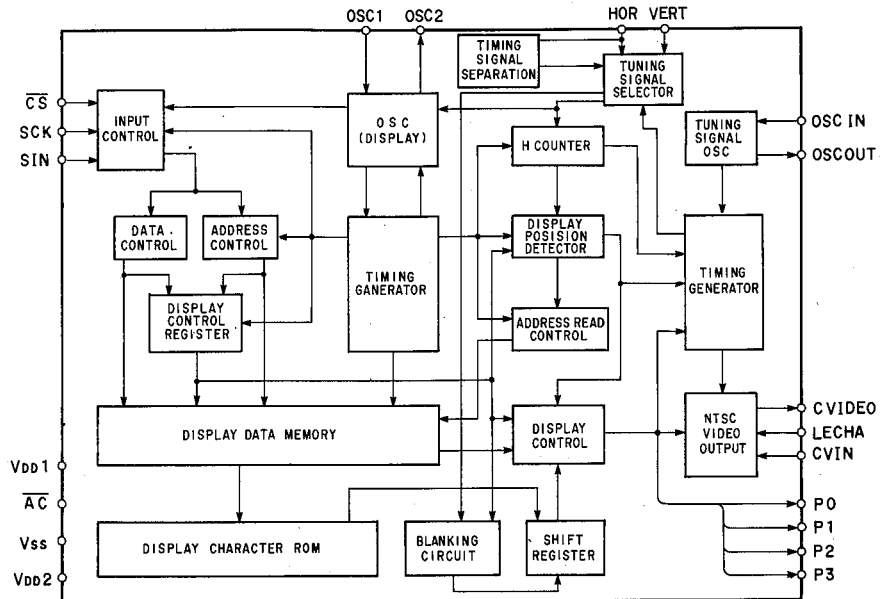 OSC1 OSC2 HOR VERT
TIMING
SIGNAL
SEPARATION
TUNING
SIGNAL
SELECTOR
CS
SCK
SIN
INPUT
CONTROL
OSC
(DISPLAY)
H COUNTER
TUNING
SIGNAL
OSC
OSC IN
OSCOUT
DATA
CONTROL
ADDRESS
CONTROL
TIMING
GANERATOR
DISPLAY
POSISION
DETECTOR
TIMING
GENERATOR
DISPLAY
CONTROL
REGISTER
ADDRESS READ
CONTROL
DISPLAY DATA MEMORY
DISPLAY
CONTROL
NTSC
VIDEO
OUTPUT
CVIDEO
LECHA
CVIN
VDD1
AC
VSS
VDD2
DISPLAY CHARACTER ROM
BLANKING
CIRCUIT
SHIFT
REGISTER
P0
P1
P2
P3